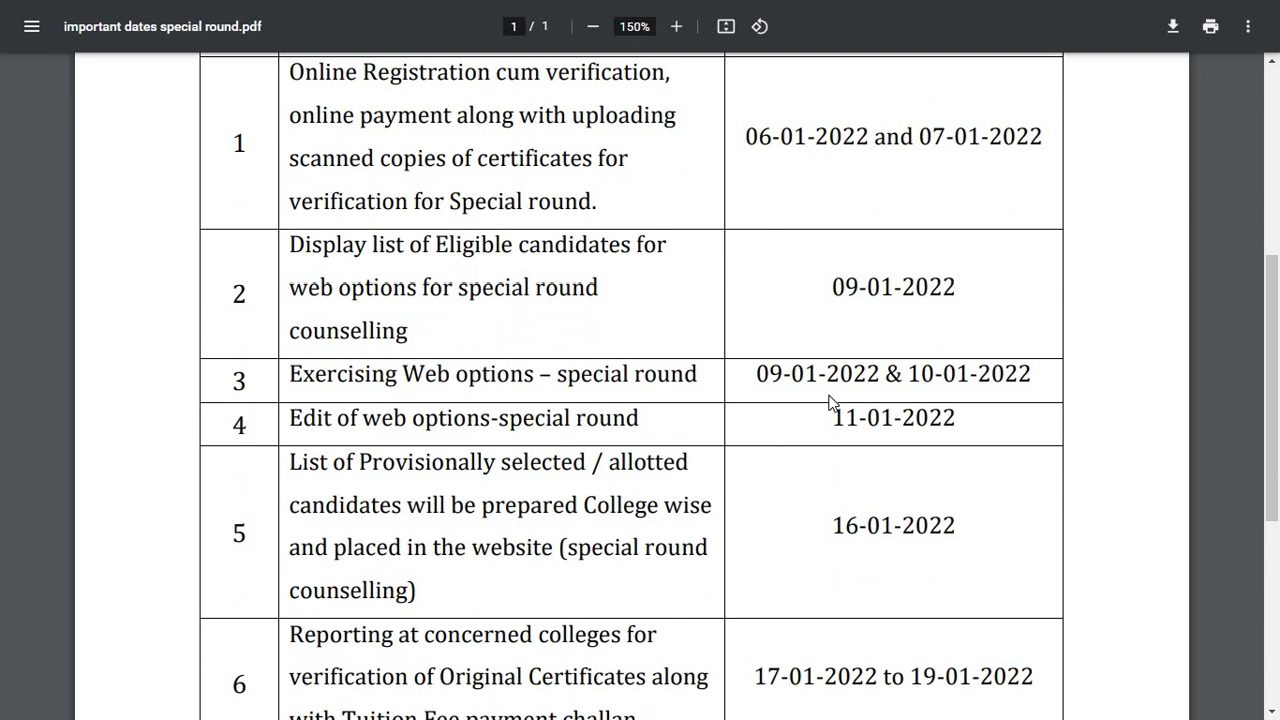 important dates special round.pdf
1 / 1
150%
Online Registration cum verification,
online payment along with uploading
scanned copies of certificates for
verification for Special round.
1
06-01-2022 and 07-01-2022
Display list of Eligible candidates for
web options for special round
counselling
2
09-01-2022
3
Exercising Web options – special round
09-01-2022 & 10-01-2022
4
Edit of web options-special round
11-01-2022
List of Provisionally selected / allotted
candidates will be prepared College wise
and placed in the website (special round
counselling)
5
16-01-2022
Reporting at concerned colleges for
verification of Original Certificates along
with Tuition Fee payment challan
6
17-01-2022 to 19-01-2022